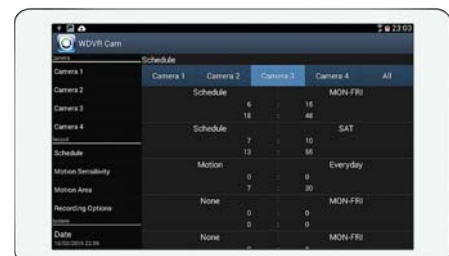 23:03
WDVR Cam
Camera
Schedule
Camera 1
Camera 1 Camera 2 Camera 3 Camera 4 All
Camera 2
Schedule MON-FRI
6 : 15
Camera 3
18 : 48
Camera 4
Schedule SAT
Record
7 : 10
Schedule
13 : 55
Motion Sensitivity
Motion Everyday
0 : 0
Motion Area
7 : 30
Recording Options
None MON-FRI
0 : 0
System
0 : 0
Date
None MON-FRI